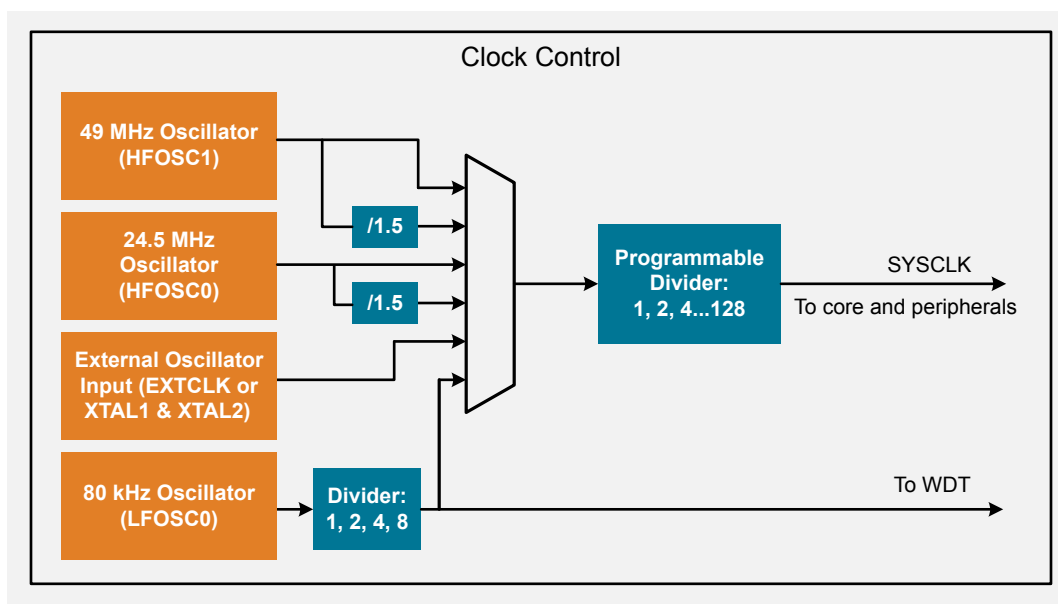 Clock Control
49 MHz Oscillator
(HFOSC1)
/1.5
24.5 MHz
Oscillator
(HFOSC0)
/1.5
Programmable
Divider:
1, 2, 4...128
SYSCLK
To core and peripherals
External Oscillator
Input (EXTCLK or
XTAL1 & XTAL2)
80 kHz Oscillator
(LFOSC0)
Divider:
1, 2, 4, 8
To WDT